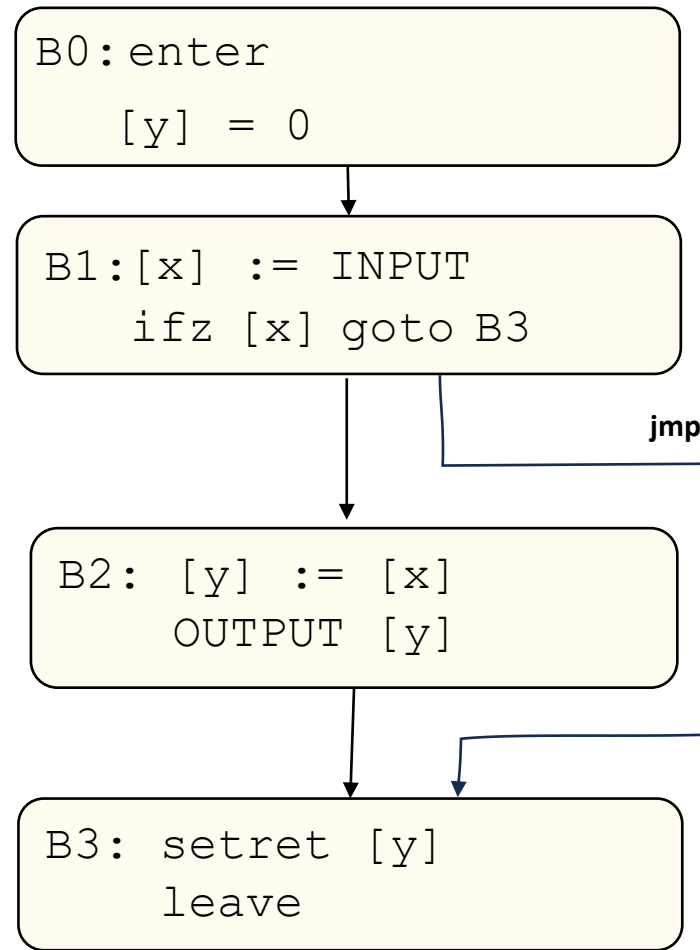 B0:enter
[y] = 0
B1:[x] := INPUT
ifz [x] goto B3
jmp
B2: [y] := [x]
OUTPUT [y]
B3: setret [y]
leave